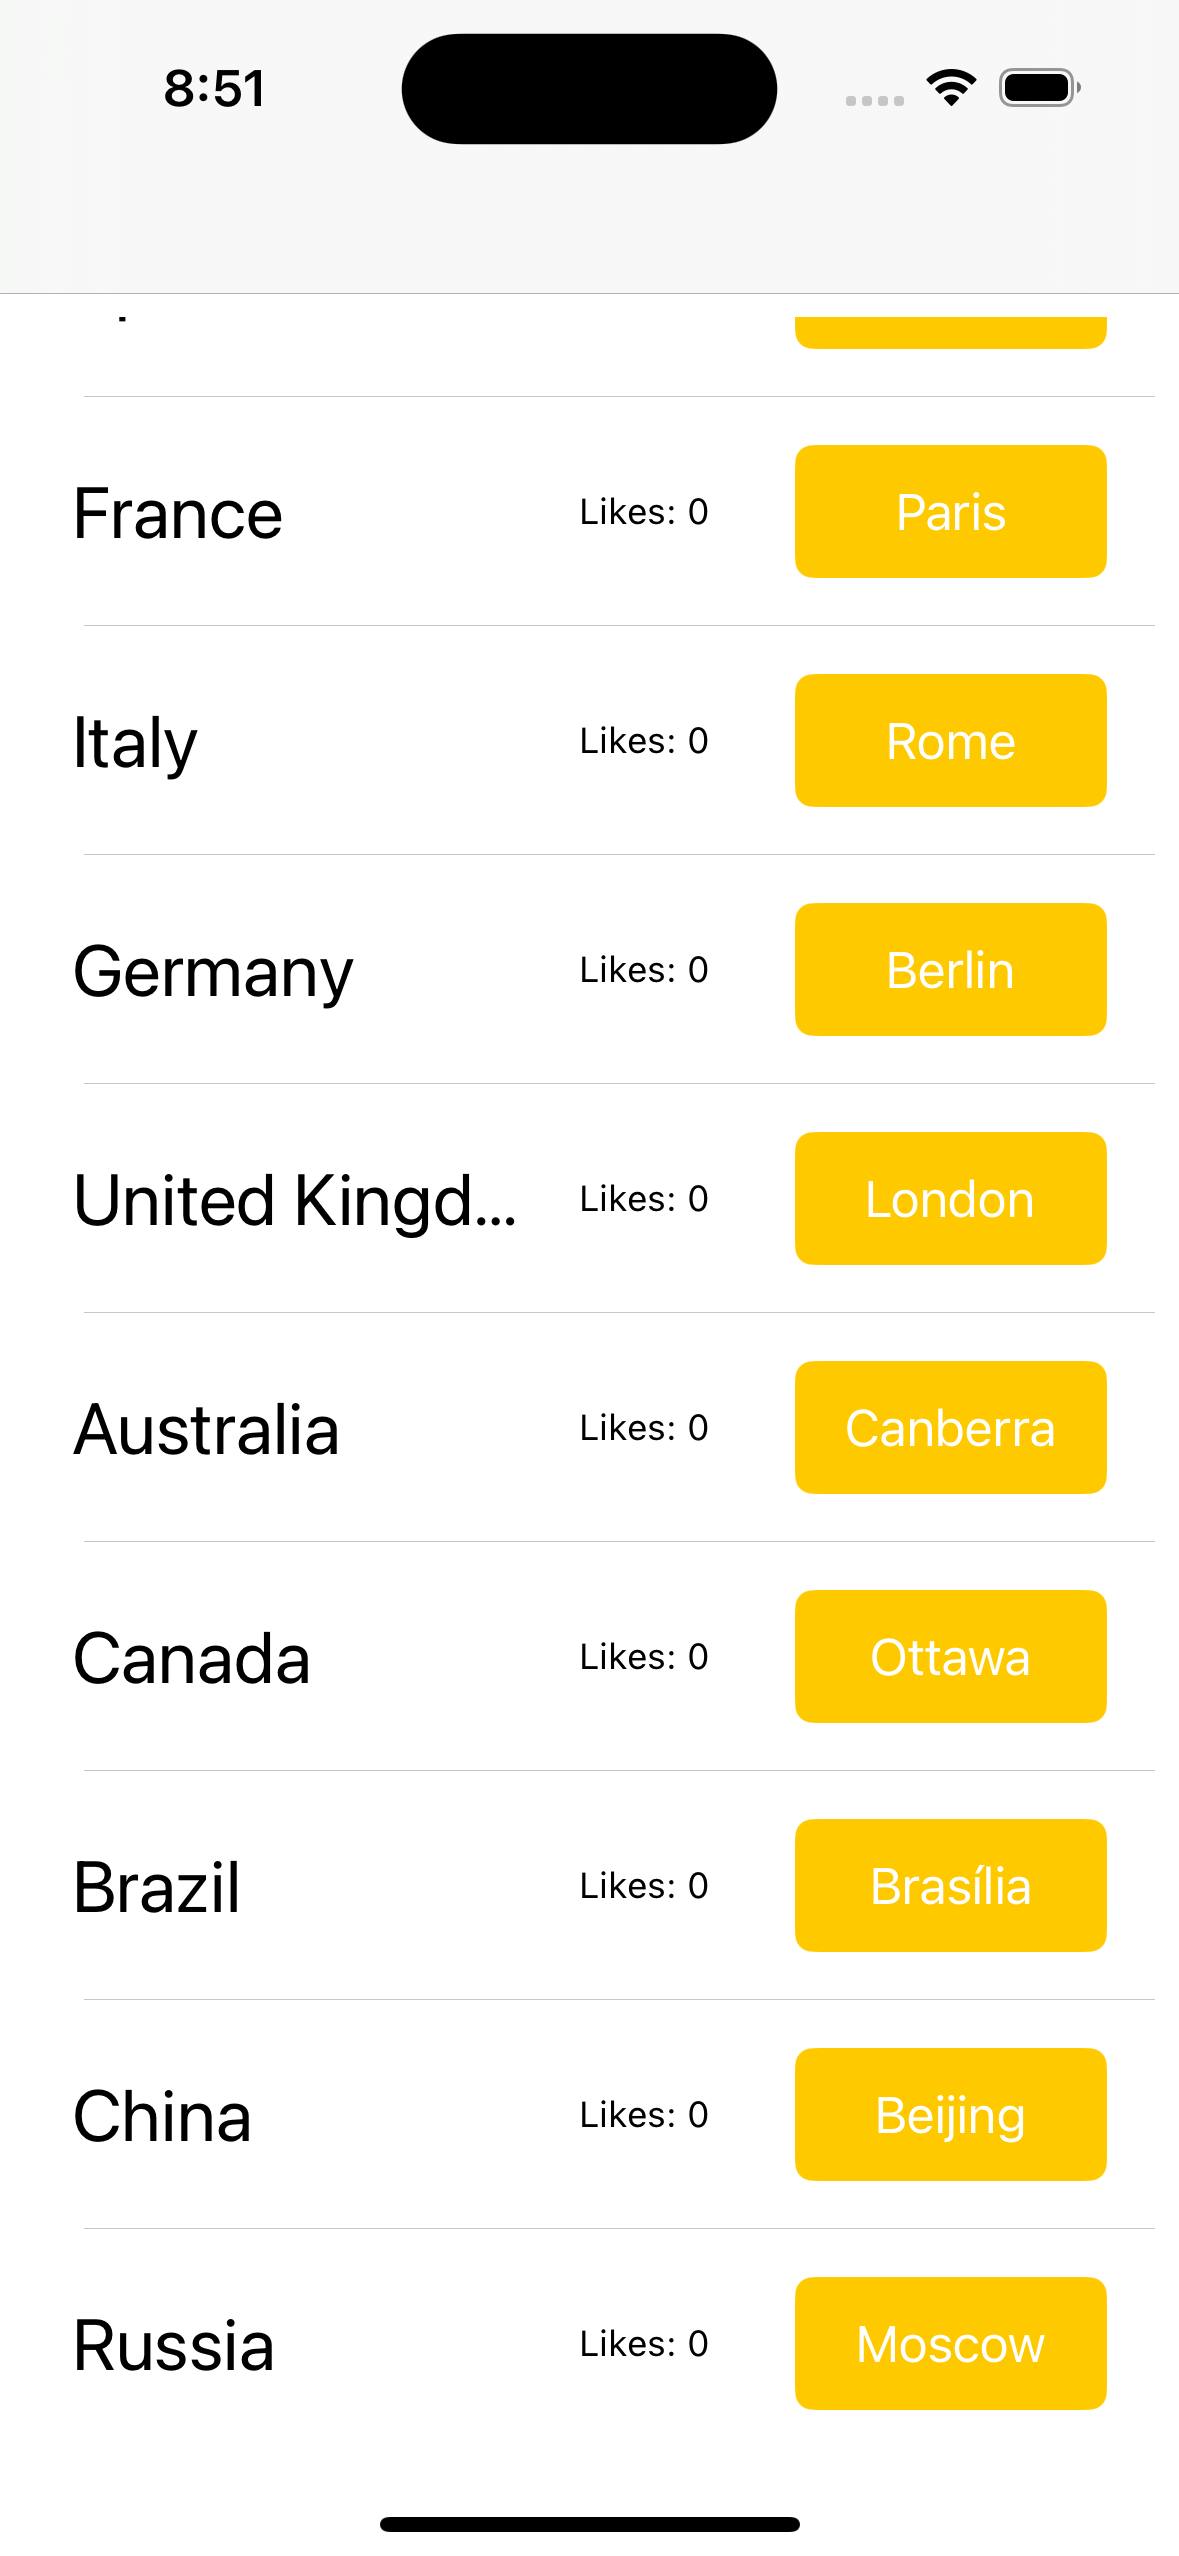 8:51
France Likes: 0 Paris
Italy Likes: 0 Rome
Germany Likes: 0 Berlin
United Kingd... Likes: 0 London
Australia Likes: 0 Canberra
Canada Likes: 0 Ottawa
Brazil Likes: 0 Brasília
China Likes: 0 Beijing
Russia Likes: 0 Moscow